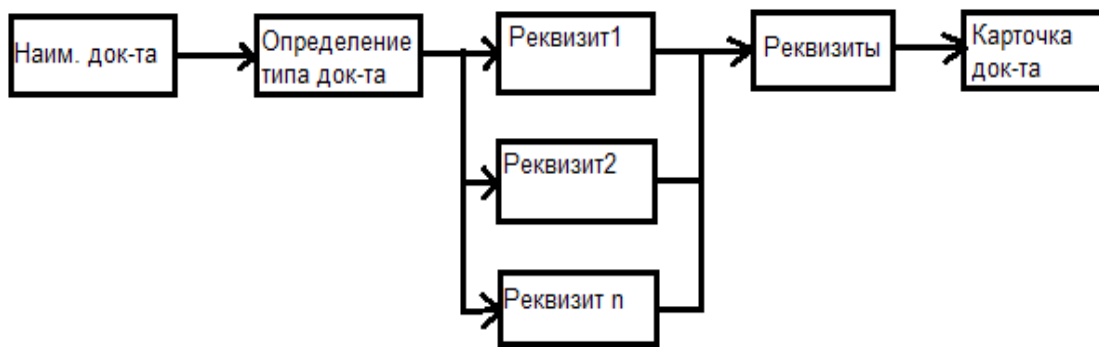 Наим. док-та
Определение
типа док-та
Реквизит1
Реквизит2
Реквизит n
Реквизиты
Карточка
док-та